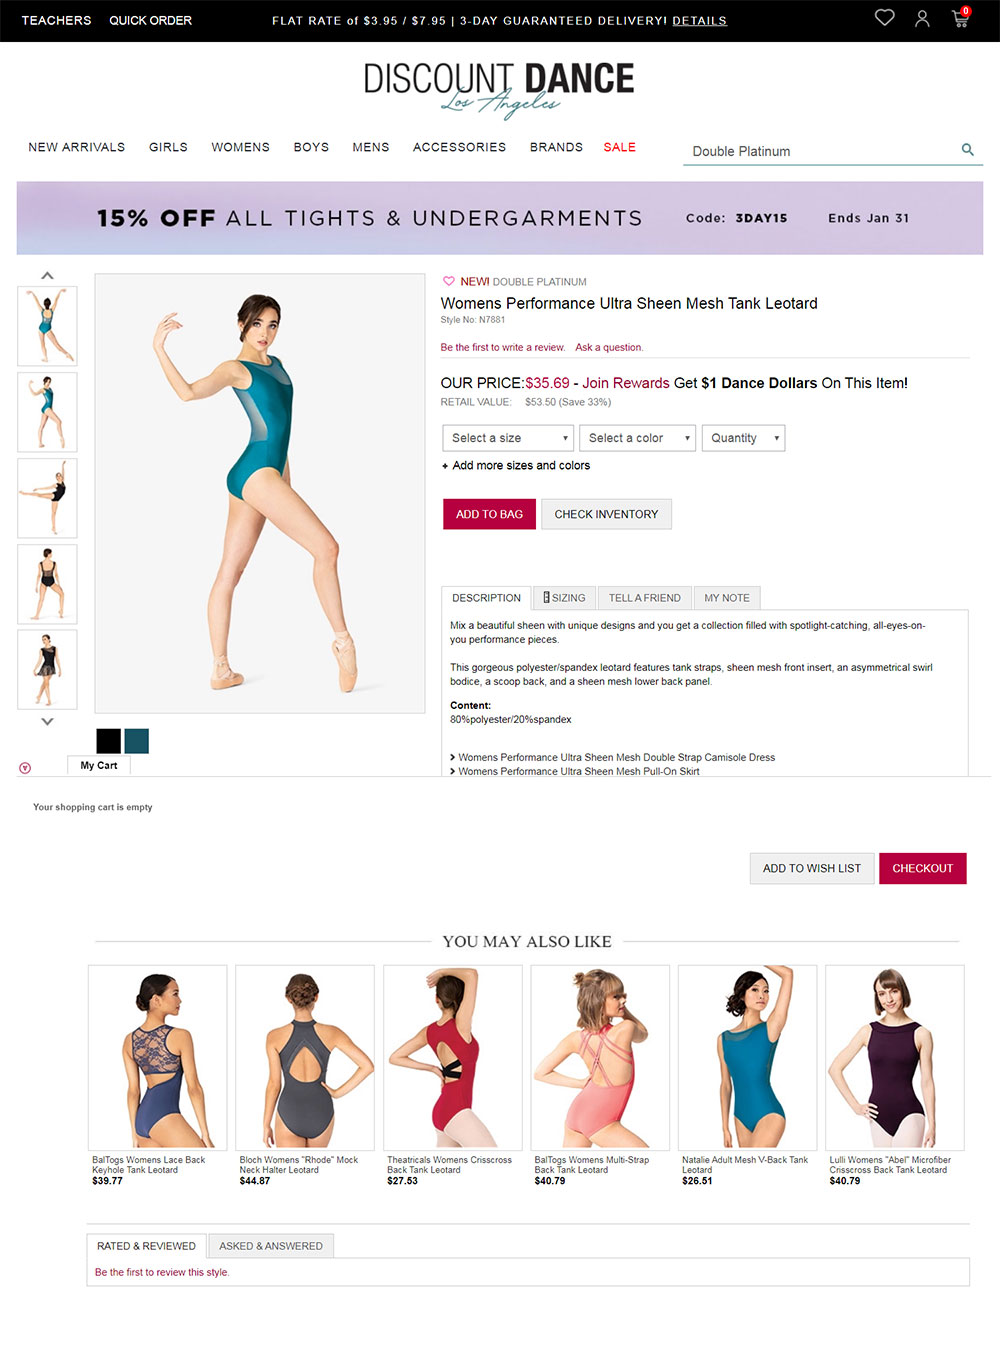 TEACHERS QUICK ORDER FLAT RATE of $3.95 / $7.95 | 3-DAY GUARANTEED DELIVERY! DETAILS 0
DISCOUNT DANCE
Los Angeles
NEW ARRIVALS GIRLS WOMENS BOYS MENS ACCESSORIES BRANDS SALE Double Platinum
15% OFF ALL TIGHTS & UNDERGARMENTS Code: 3DAY15 Ends Jan 31
NEW! DOUBLE PLATINUM
Womens Performance Ultra Sheen Mesh Tank Leotard
Style No: N7881
Be the first to write a review. Ask a question.
OUR PRICE:$35.69 - Join Rewards Get $1 Dance Dollars On This Item!
RETAIL VALUE: $53.50 (Save 33%)
Select a size Select a color Quantity
+ Add more sizes and colors
ADD TO BAG CHECK INVENTORY
DESCRIPTION SIZING TELL A FRIEND MY NOTE
Mix a beautiful sheen with unique designs and you get a collection filled with spotlight-catching, all-eyes-on-
you performance pieces.
This gorgeous polyester/spandex leotard features tank straps, sheen mesh front insert, an asymmetrical swirl
bodice, a scoop back, and a sheen mesh lower back panel.
Content:
80%polyester/20%spandex
Womens Performance Ultra Sheen Mesh Double Strap Camisole Dress
Womens Performance Ultra Sheen Mesh Pull-On Skirt
My Cart
Your shopping cart is empty
ADD TO WISH LIST CHECKOUT
YOU MAY ALSO LIKE
BalTogs Womens Lace Back
Keyhole Tank Leotard
$39.77
Bloch Womens "Rhode" Mock
Neck Halter Leotard
$44.87
Theatricals Womens Crisscross
Back Tank Leotard
$27.53
BalTogs Womens Multi-Strap
Back Tank Leotard
$40.79
Natalie Adult Mesh V-Back Tank
Leotard
$26.51
Lulli Womens "Abel" Microfiber
Crisscross Back Tank Leotard
$40.79
RATED & REVIEWED ASKED & ANSWERED
Be the first to review this style.